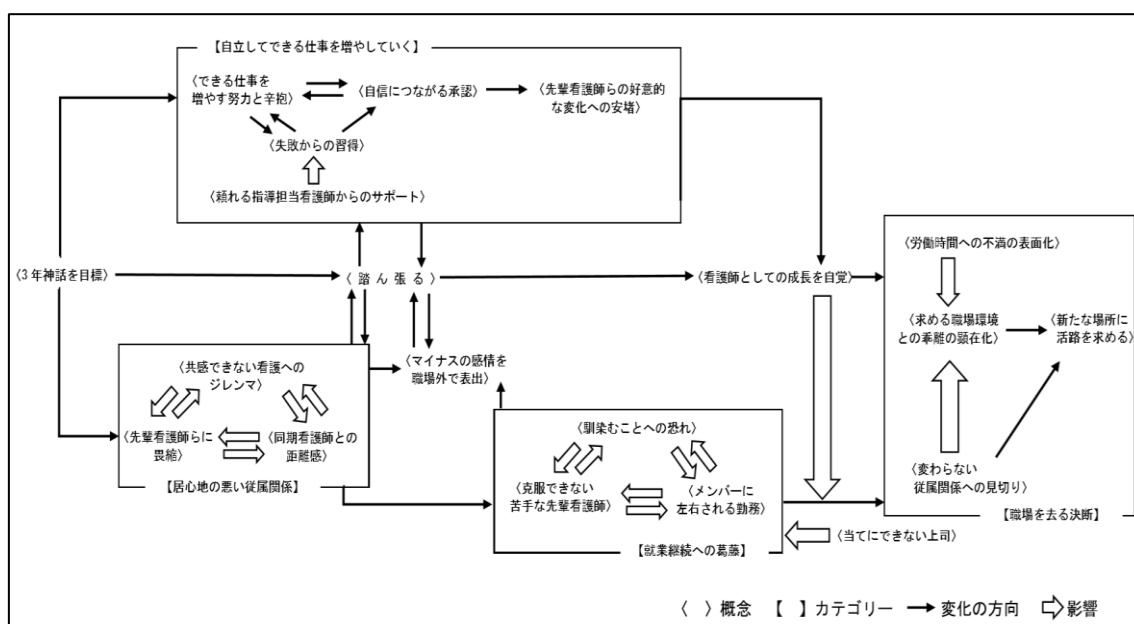 【自立してできる仕事を増やしていく】
〈できる仕事を
増やす努力と辛抱〉
〈自信につながる承認〉
〈先輩看護師らの好意的
な変化への安堵〉
〈失敗からの習得〉
〈頼れる指導担当看護師からのサポート〉
〈3年神話を目標〉
〈踏ん張る〉
〈看護師としての成長を自覚〉
〈労働時間への不満の表面化〉
〈求める職場環境
との乖離の顕在化〉
〈新たな場所に
活路を求める〉
〈変わらない
従属関係への見切り〉
【職場を去る決断】
〈共感できない看護への
ジレンマ〉
〈先輩看護師らに
畏縮〉
〈同期看護師との
距離感〉
【居心地の悪い従属関係】
〈マイナスの感情を
職場外で表出〉
〈馴染むことへの恐れ〉
〈克服できない
苦手な先輩看護師〉
〈メンバーに
左右される勤務〉
【就業継続への葛藤】
〈当てにできない上司〉
〈 〉概念 【 】カテゴリー 変化の方向 影響